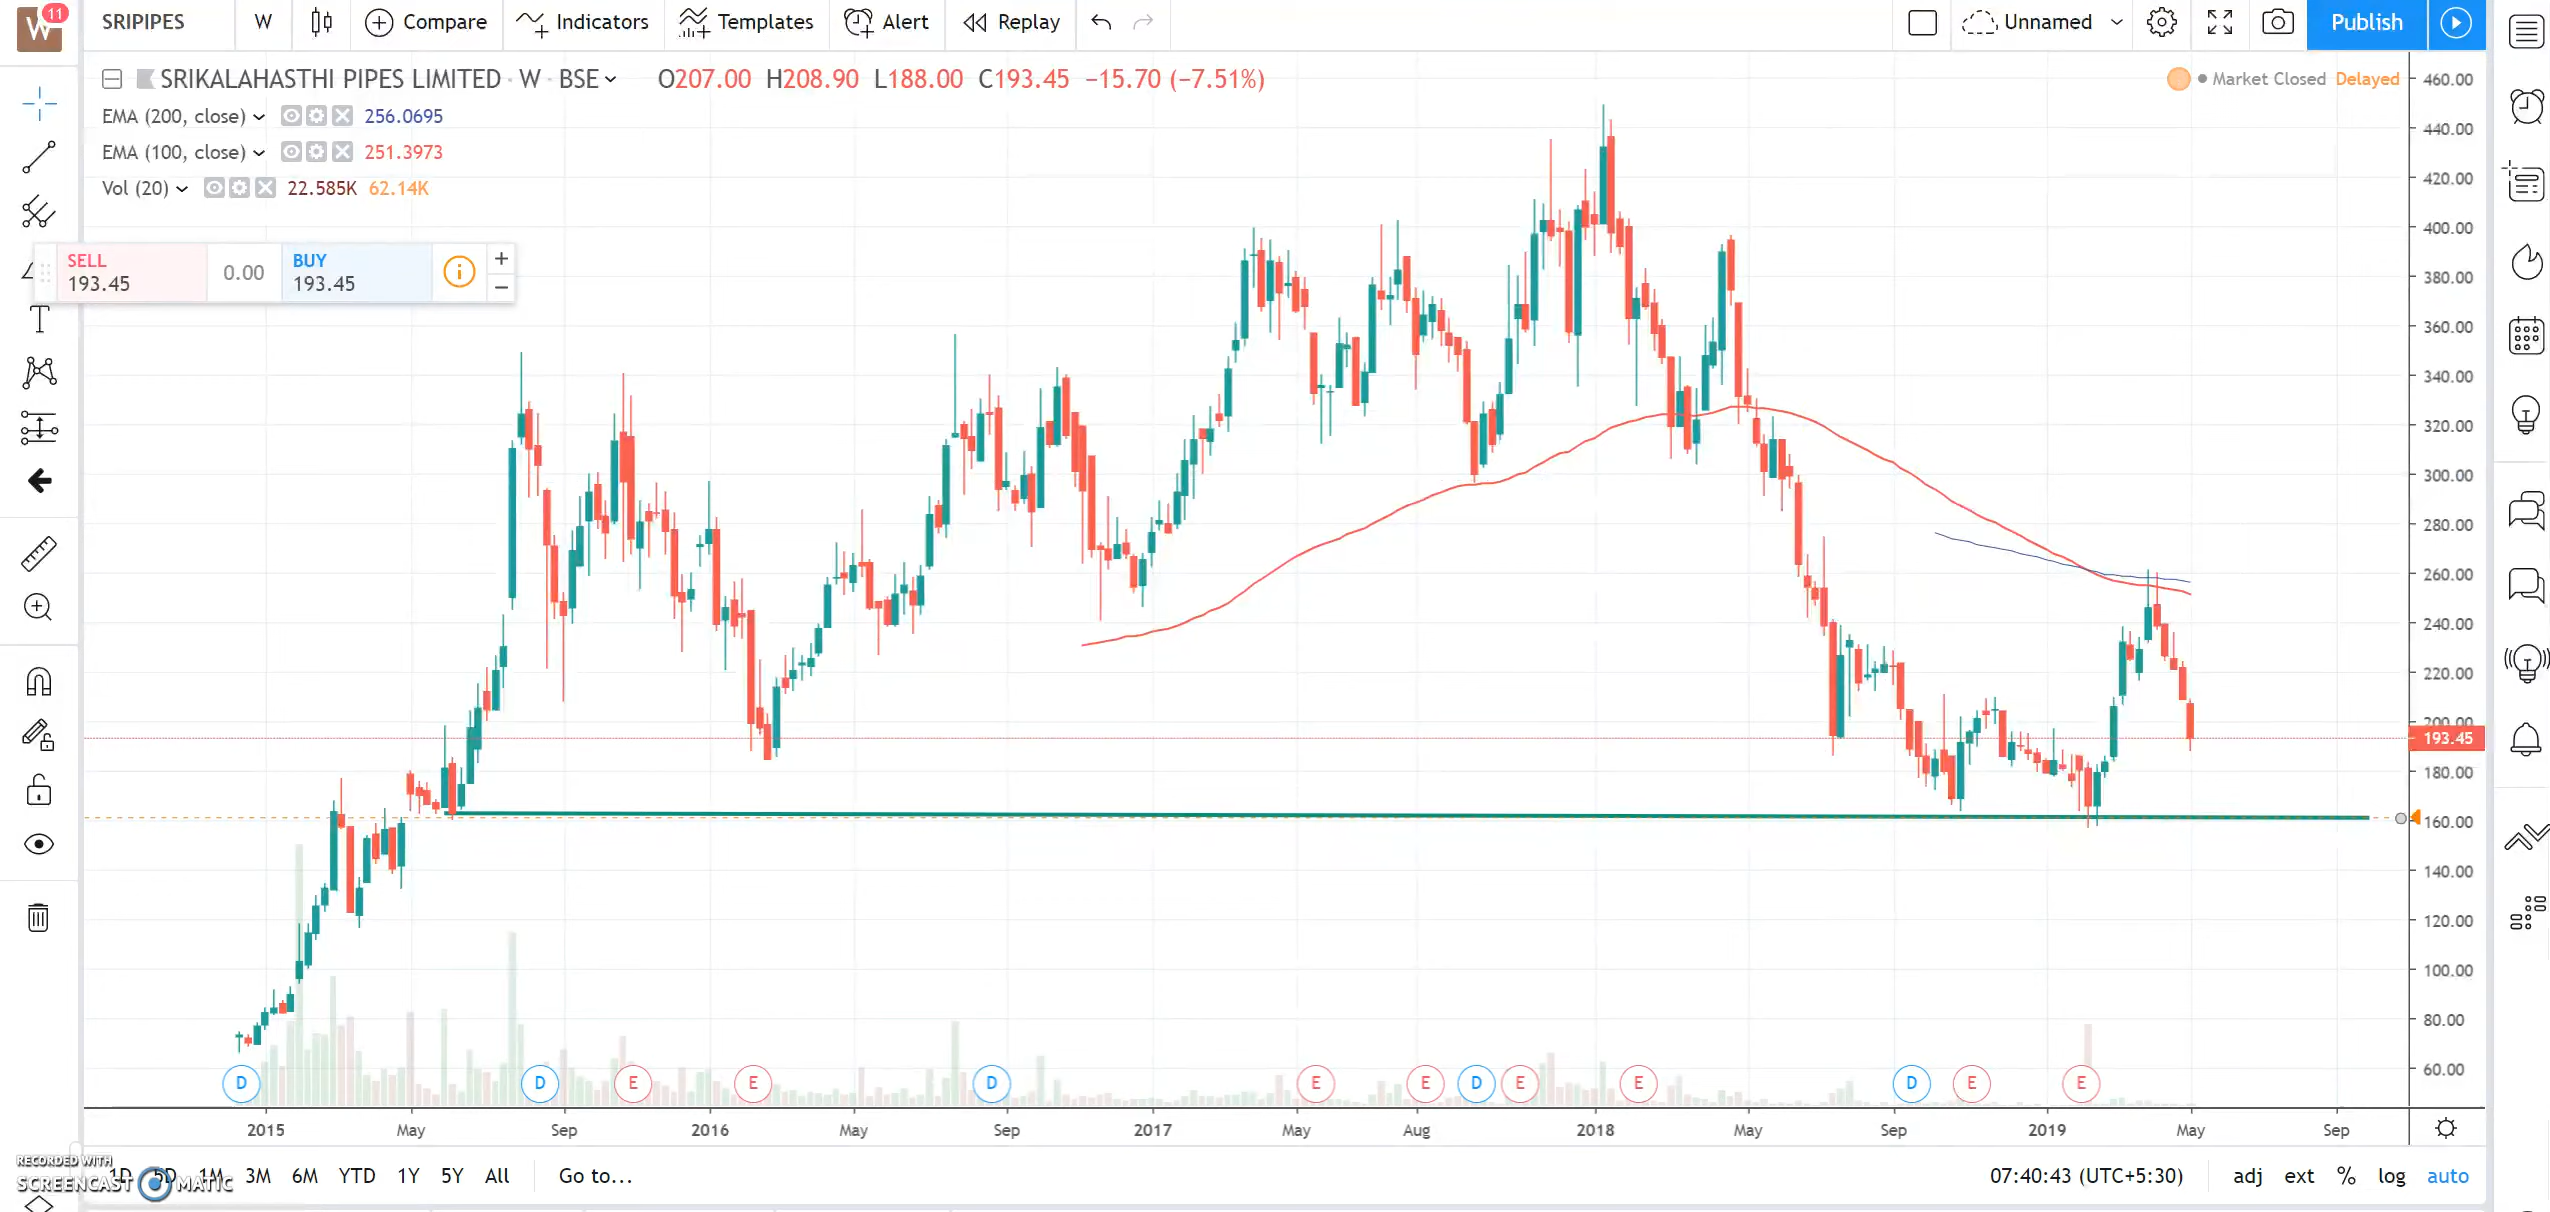 W 11
SRIPIPES W Compare Indicators Templates Alert Replay Unnamed Publish
SRIKALAHASTHI PIPES LIMITED · W · BSE O207.00 H208.90 L188.00 C193.45 −15.70 (−7.51%)
Market Closed Delayed
EMA (200, close) 256.0695
EMA (100, close) 251.3973
Vol (20) 22.585K 62.14K
SELL
193.45
0.00
BUY
193.45
460.00
440.00
420.00
400.00
380.00
360.00
340.00
320.00
300.00
280.00
260.00
240.00
220.00
200.00
193.45
180.00
160.00
140.00
120.00
100.00
80.00
60.00
D D E E D E E D E E D E E
2015 May Sep 2016 May Sep 2017 May Aug 2018 May Sep 2019 May Sep
RECORDED WITH
SCREENCAST MATIC
1D 5D 1M 3M 6M YTD 1Y 5Y All Go to...
07:40:43 (UTC+5:30) adj ext % log auto